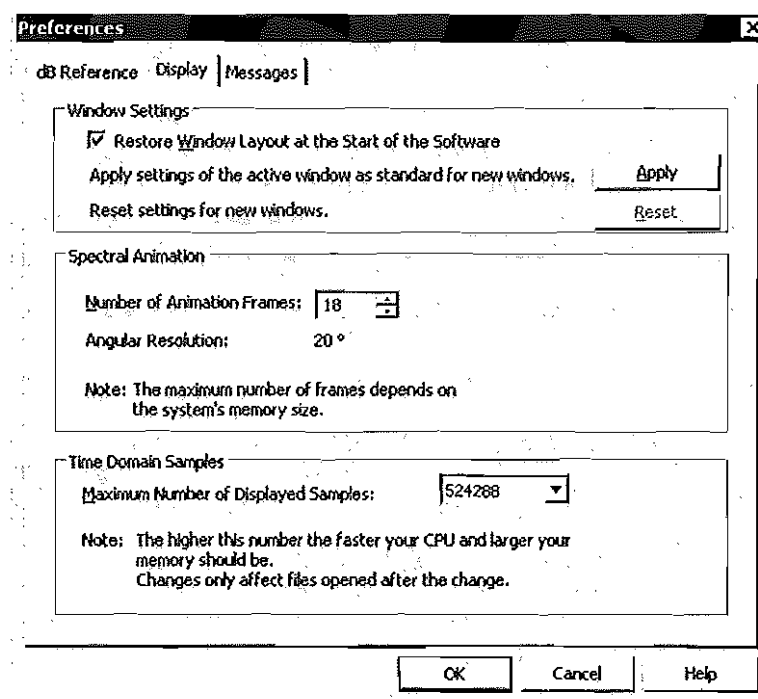 Preferences
dB Reference Display Messages
Window Settings
Restore Window Layout at the Start of the Software
Apply settings of the active window as standard for new windows. Apply
Reset settings for new windows. Reset
Spectral Animation
Number of Animation Frames: 18
Angular Resolution: 20 °
Note: The maximum number of frames depends on
the system's memory size.
Time Domain Samples
Maximum Number of Displayed Samples: 524288
Note: The higher this number the faster your CPU and larger your
memory should be.
Changes only affect files opened after the change.
OK Cancel Help